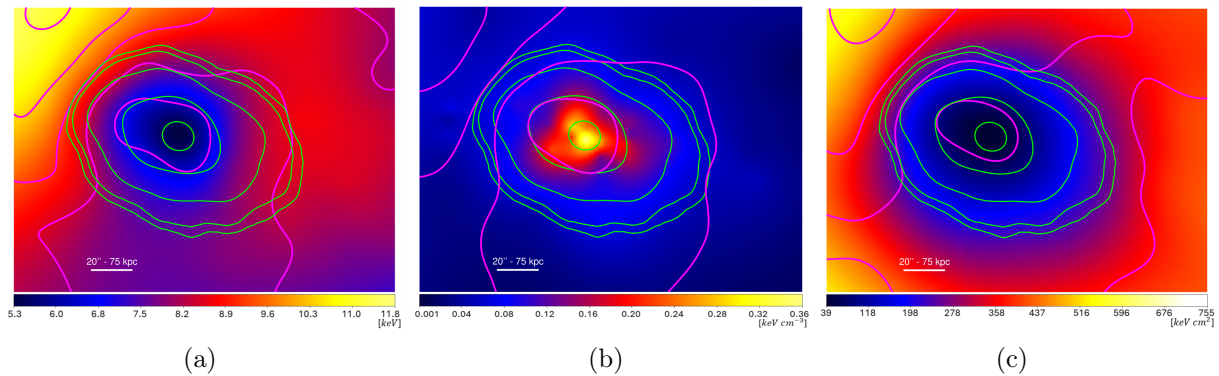 20'' - 75 kpc
5.3 6.0 6.8 7.5 8.2 8.9 9.6 10.3 11.0 11.8
[keV]
(a)
20'' - 75 kpc
0.001 0.04 0.08 0.12 0.16 0.20 0.24 0.28 0.32 0.36
[keV cm⁻³]
(b)
20'' - 75 kpc
39 118 198 278 358 437 516 596 676 755
[keV cm²]
(c)